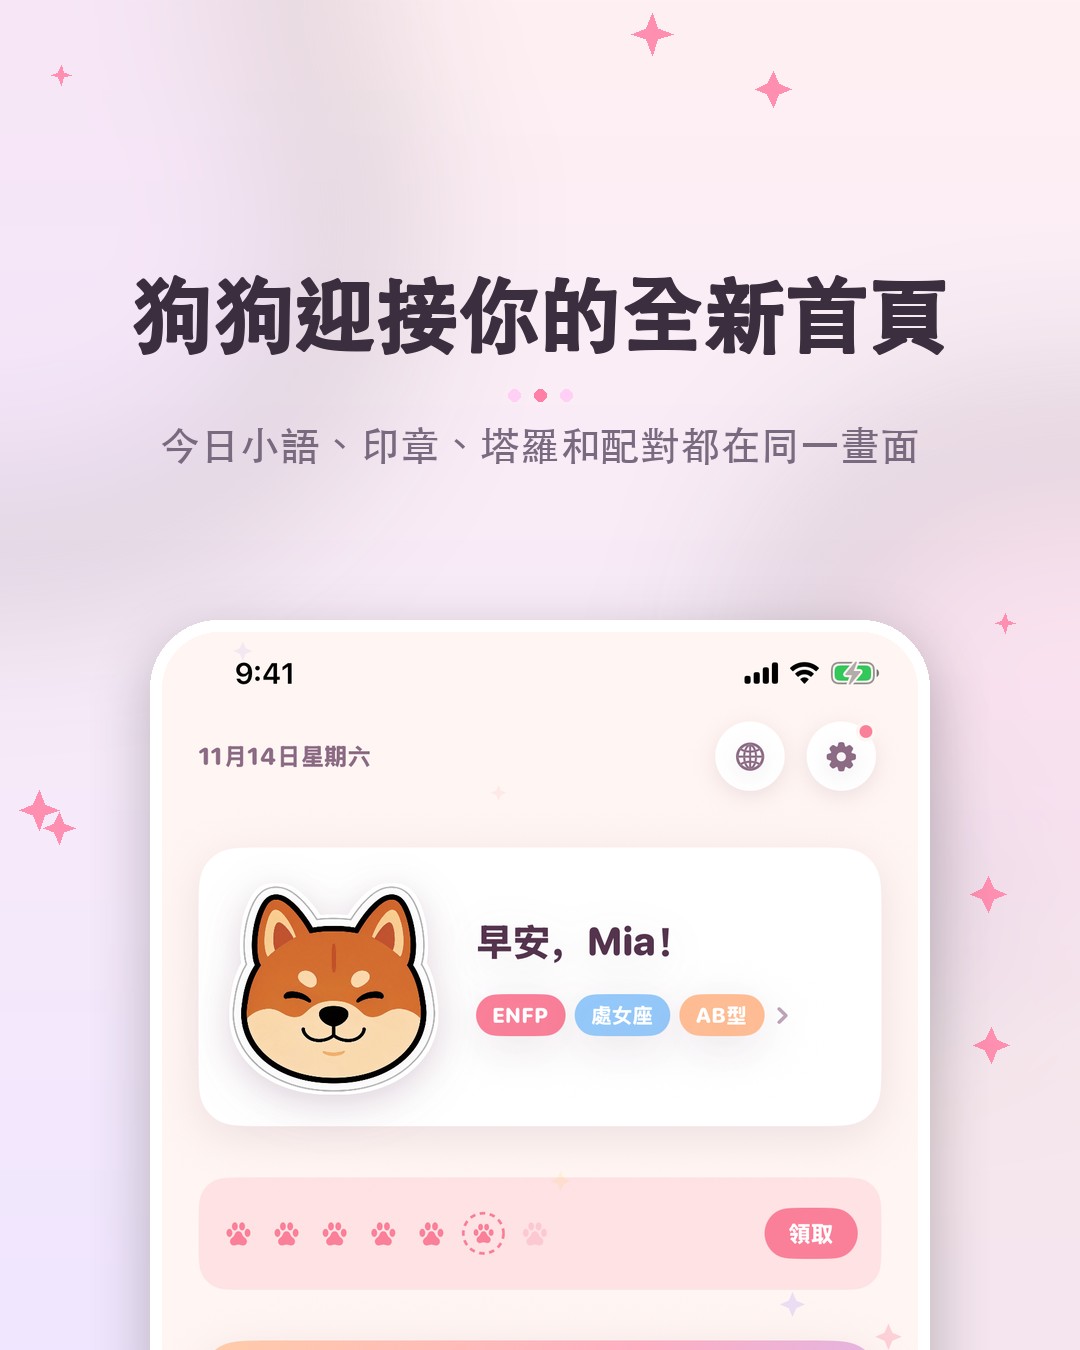 狗狗迎接你的全新首頁
今日小語、印章、塔羅和配對都在同一畫面
9:41
11月14日星期六
早安，Mia！
ENFP 處女座 AB型
領取